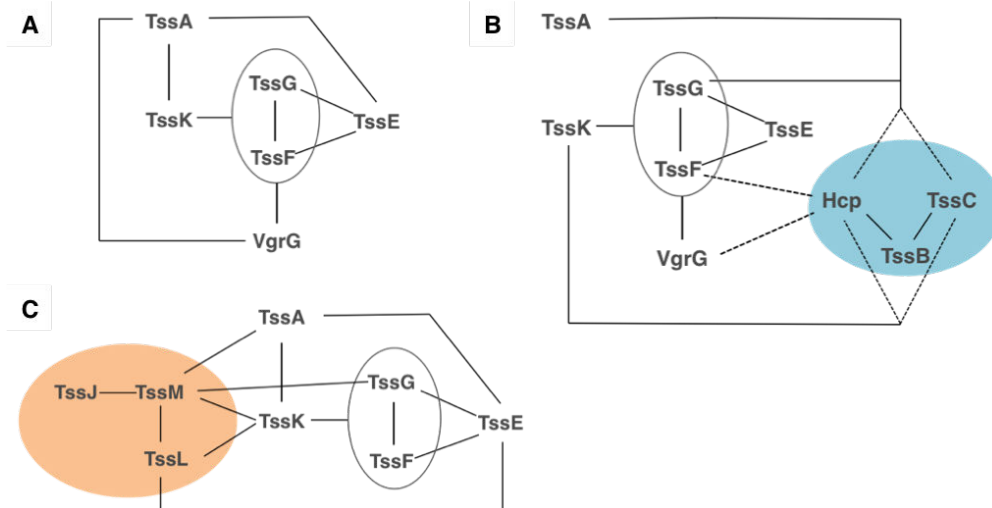 A
TssA
TssG
TssK
TssE
TssF
VgrG
B
TssA
TssG
TssK
TssE
TssF
Hcp
TssC
VgrG
TssB
C
TssA
TssG
TssJ
TssM
TssK
TssE
TssL
TssF